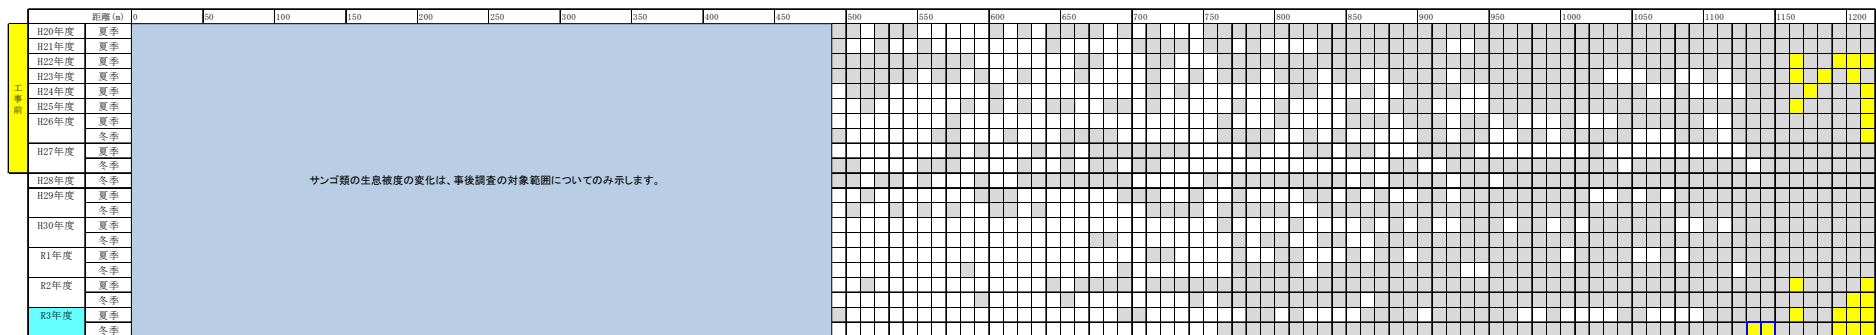 距離(m) 0 50 100 150 200 250 300 350 400 450 500 550 600 650 700 750 800 850 900 950 1000 1050 1100 1150 1200
工事前
H20年度 夏季
H21年度 夏季
H22年度 夏季
H23年度 夏季
H24年度 夏季
H25年度 夏季
H26年度 夏季
冬季
H27年度 夏季
冬季
サンゴ類の生息被度の変化は、事後調査の対象範囲についてのみ示します。
H28年度 冬季
H29年度 夏季
冬季
H30年度 夏季
冬季
R1年度 夏季
冬季
R2年度 夏季
冬季
R3年度 夏季
冬季